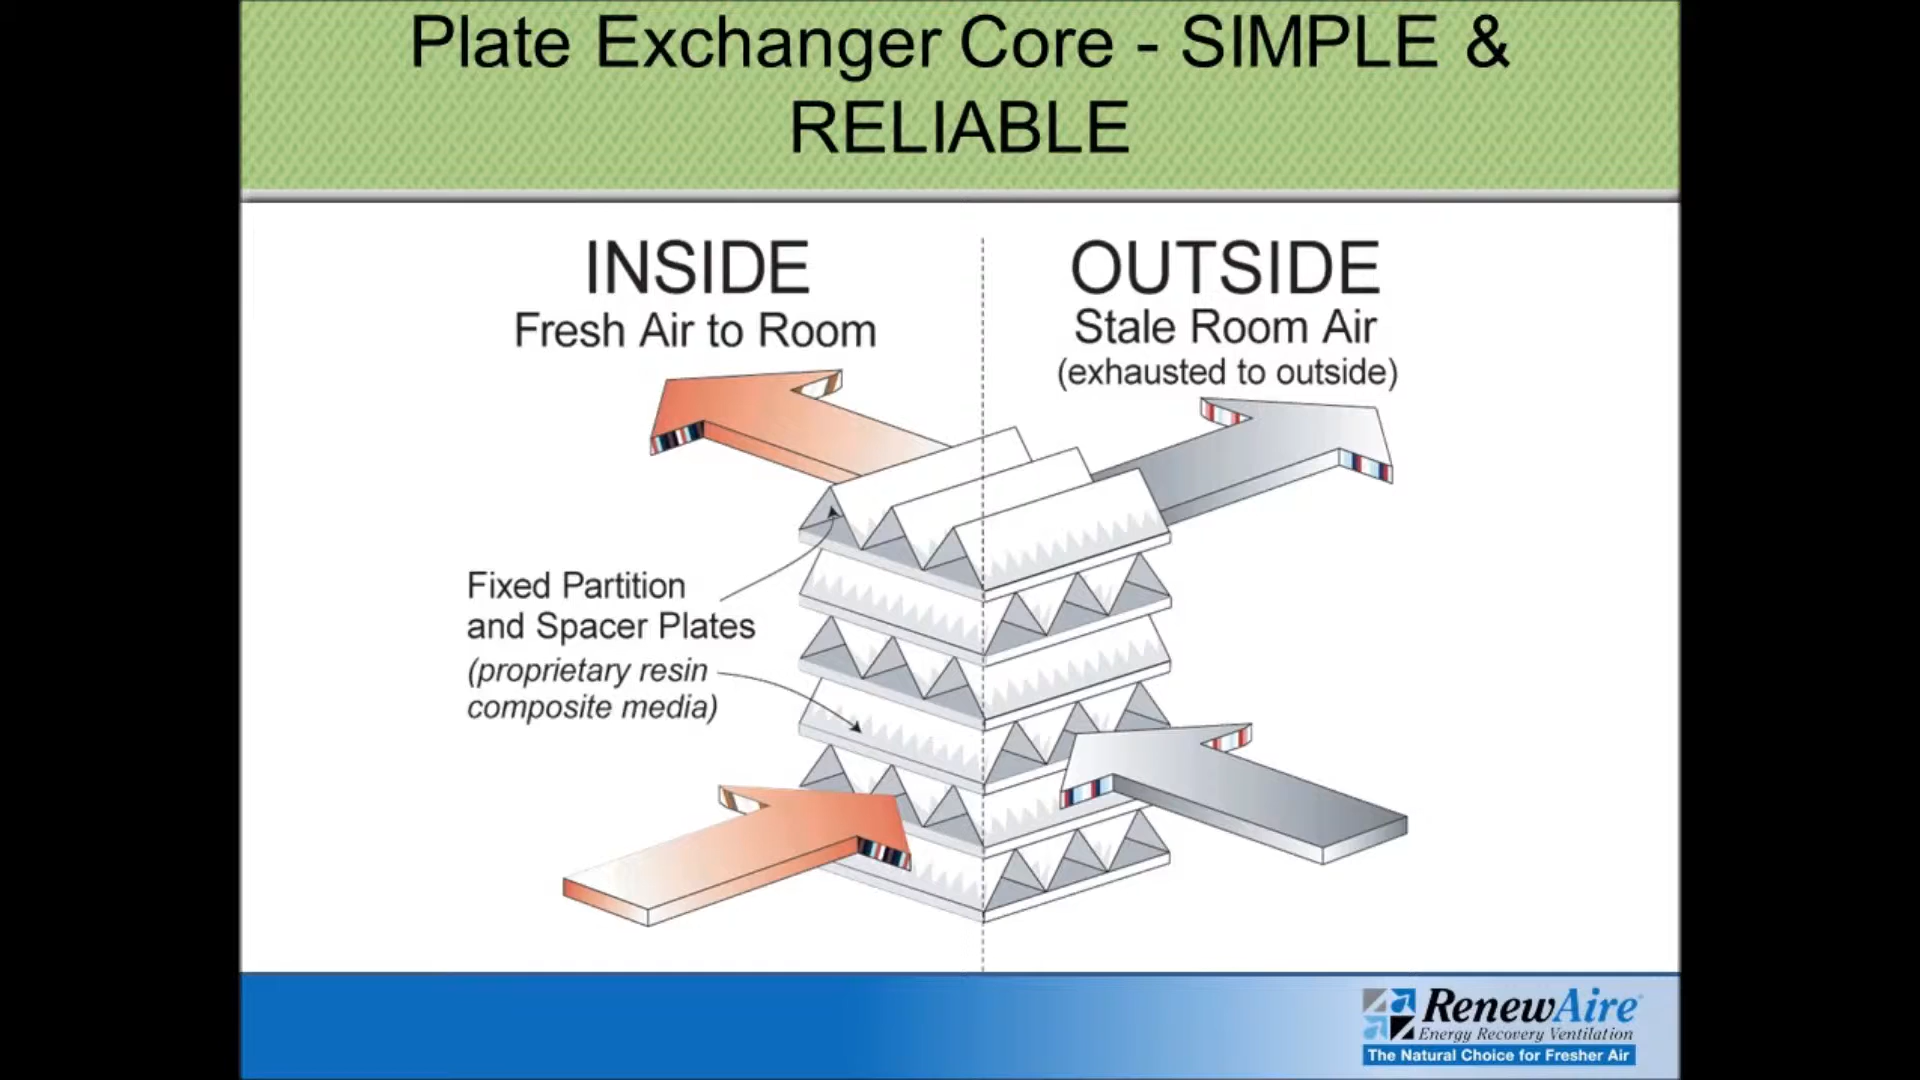 Plate Exchanger Core - SIMPLE &
RELIABLE
INSIDE
Fresh Air to Room
OUTSIDE
Stale Room Air
(exhausted to outside)
Fixed Partition
and Spacer Plates
(proprietary resin
composite media)
RenewAire
Energy Recovery Ventilation
The Natural Choice for Fresher Air